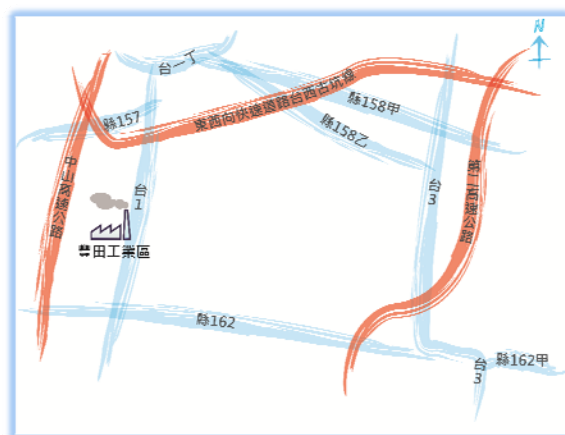 N
台一丁
東西向快速道路台西古坑線
縣158甲
縣157
縣158乙
中山高速公路
台1
台3
第二高速公路
豐田工業區
縣162
台3
縣162甲